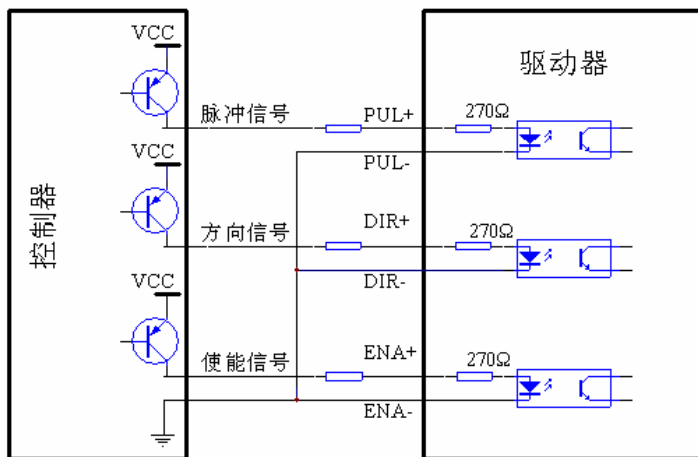 VCC
驱动器
脉冲信号
PUL+
270Ω
PUL-
VCC
控制器
方向信号
DIR+
270Ω
DIR-
VCC
使能信号
ENA+
270Ω
ENA-